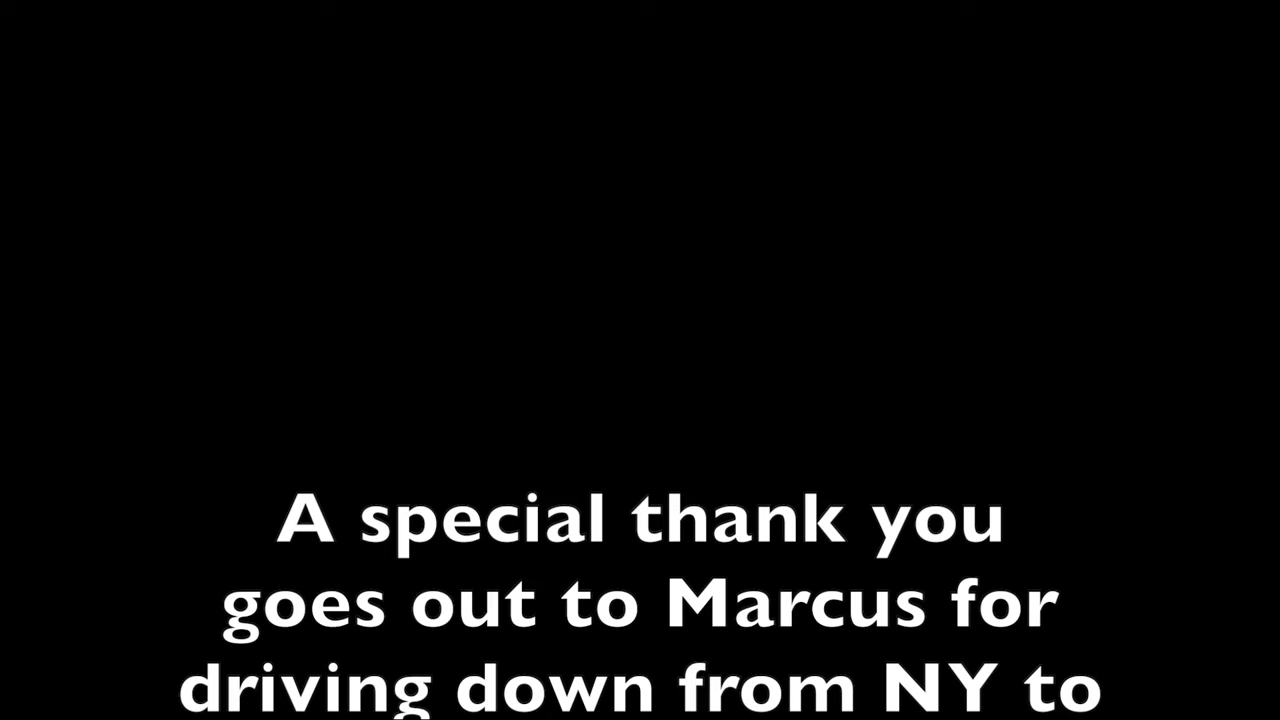 A special thank you
goes out to Marcus for
driving down from NY to